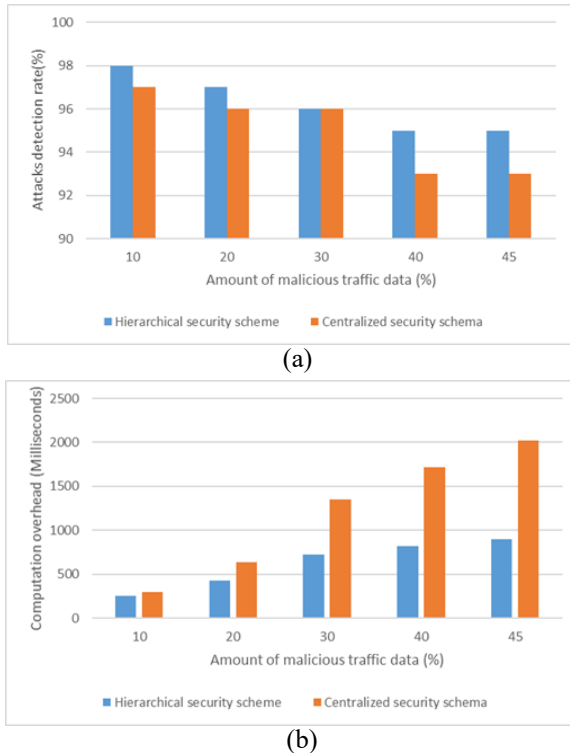 100
98
96
94
92
90
Attacks detection rate(%)
10 20 30 40 45
Amount of malicious traffic data (%)
Hierarchical security scheme Centralized security schema
(a)
2500
2000
1500
1000
500
0
Computation overhead (Milliseconds)
10 20 30 40 45
Amount of malicious traffic data (%)
Hierarchical security scheme Centralized security schema
(b)